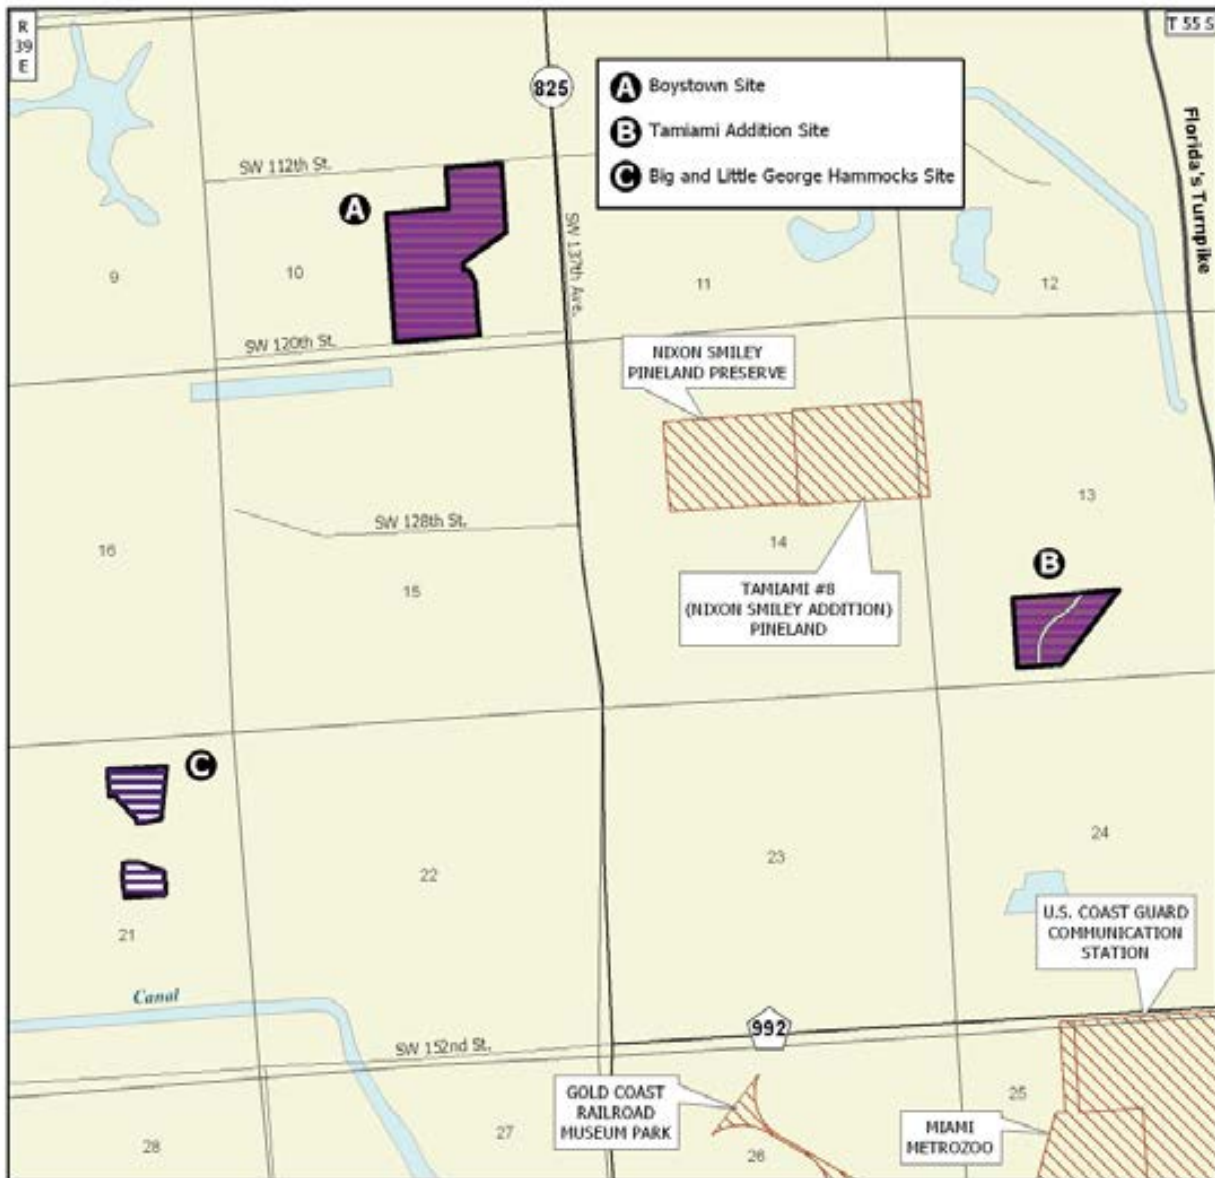 R
39
E
T 55 S
825
A Boystown Site
B Tamiami Addition Site
C Big and Little George Hammocks Site
Florida's Turnpike
SW 112th St.
A
SW 137th Ave.
9
10
11
12
SW 120th St.
NIXON SMILEY
PINELAND PRESERVE
13
SW 128th St.
16
15
14
B
TAMIAMI #8
(NIXON SMILEY ADDITION)
PINELAND
C
24
23
22
21
U.S. COAST GUARD
COMMUNICATION
STATION
Canal
992
SW 152nd St.
GOLD COAST
RAILROAD
MUSEUM PARK
25
MIAMI
METROZOO
28
27
26